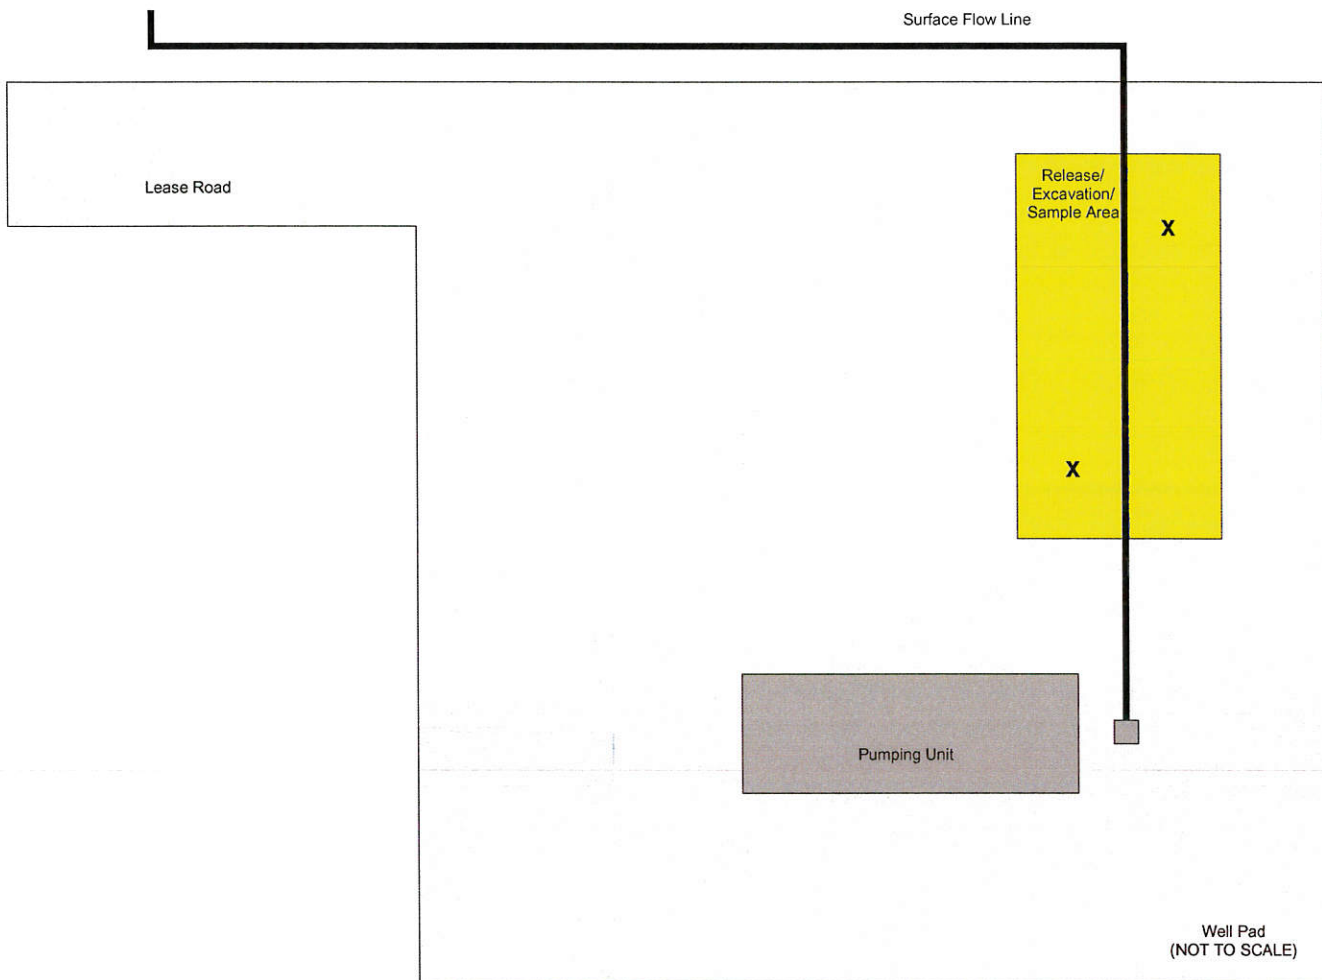 Surface Flow Line
Lease Road
Release/
Excavation/
Sample Area
X
X
Pumping Unit
Well Pad
(NOT TO SCALE)